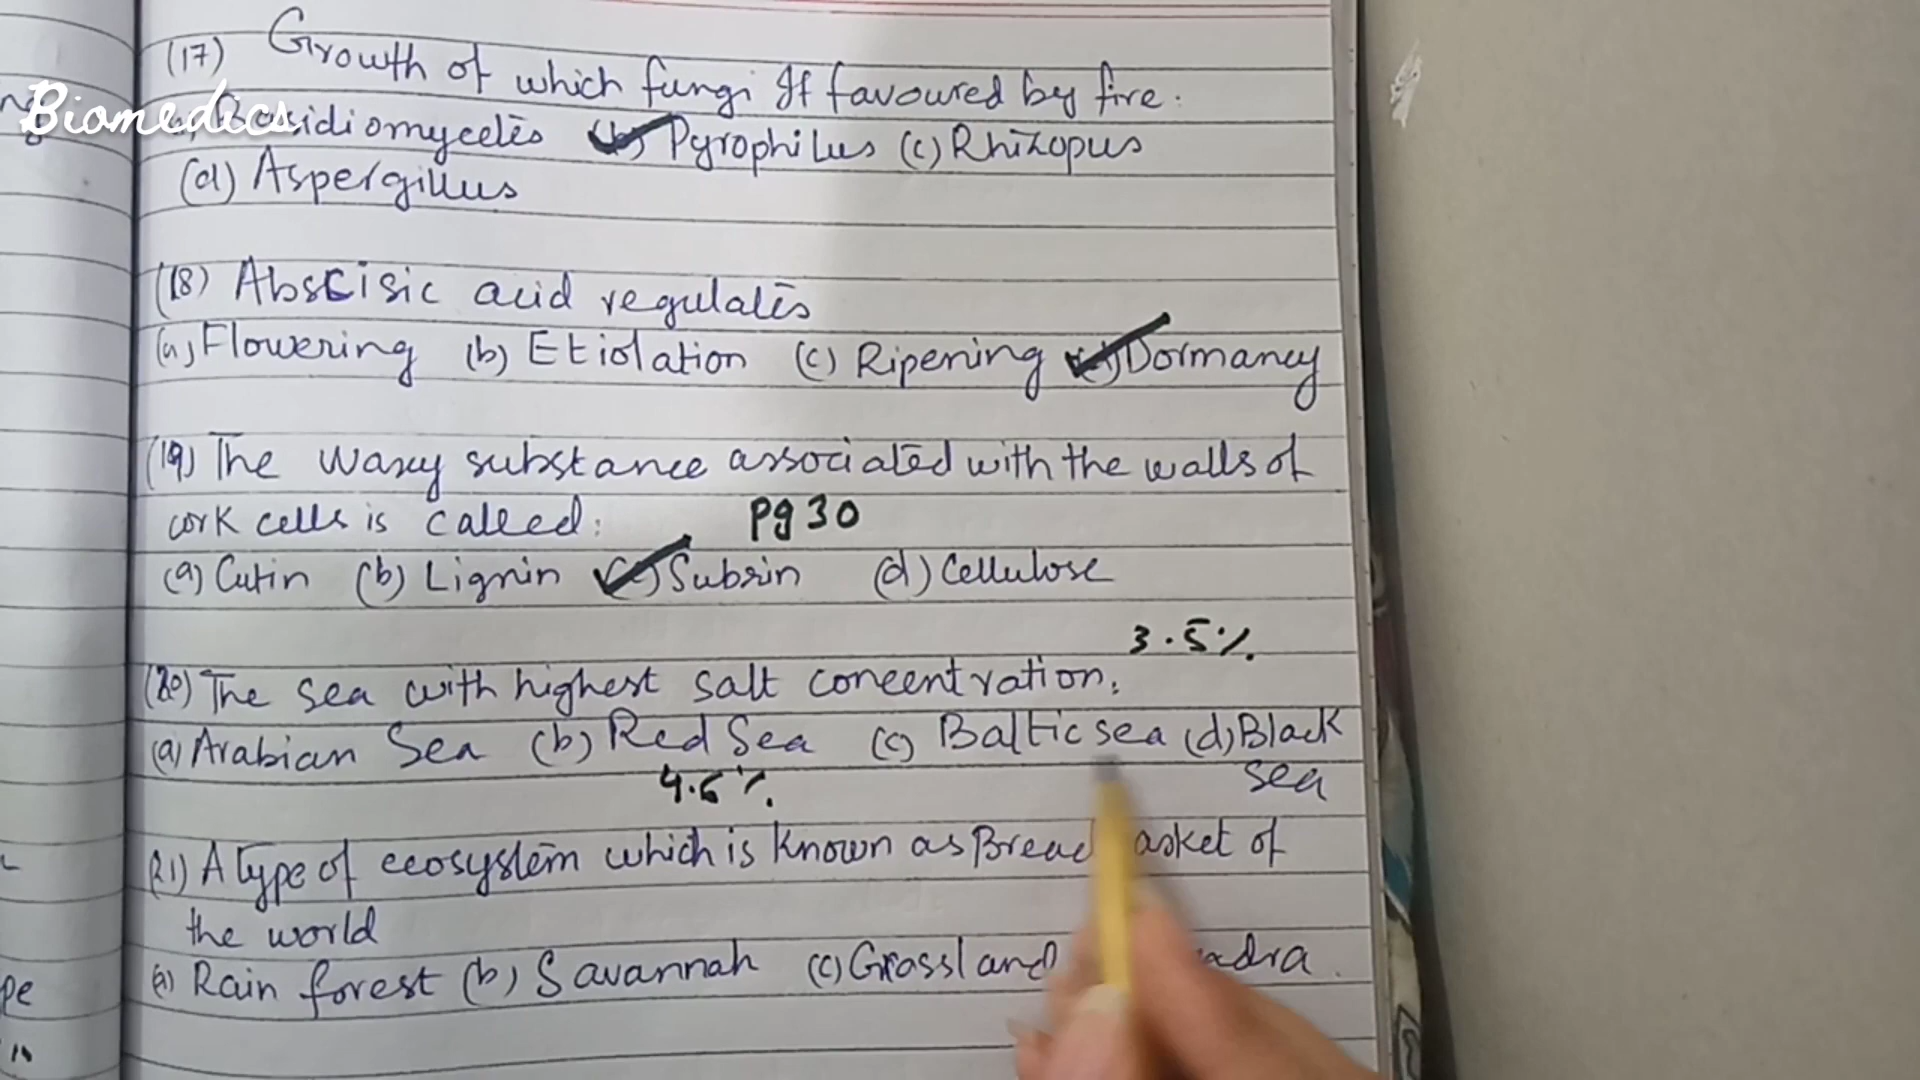 (17) Growth of which fungi If favoured by fire.
Biomedics
Basidiomycetes (b) Pyrophilus (c) Rhizopus
(d) Aspergillus
(18) Abscisic acid regulates
(a) Flowering (b) Etiolation (c) Ripening (d) Dormancy
(19) The waxy substance associated with the walls of
cork cells is called: Pg 30
(a) Cutin (b) Lignin (c) Subrin (d) Cellulose
3.5%
(20) The sea with highest salt concentration.
(a) Arabian Sea (b) Red Sea (c) Baltic sea (d) Black
sea
(21) A type of ecosystem which is known as Bread asket of
the world
(a) Rain forest (b) Savannah (c) Grassland ndra.
pe